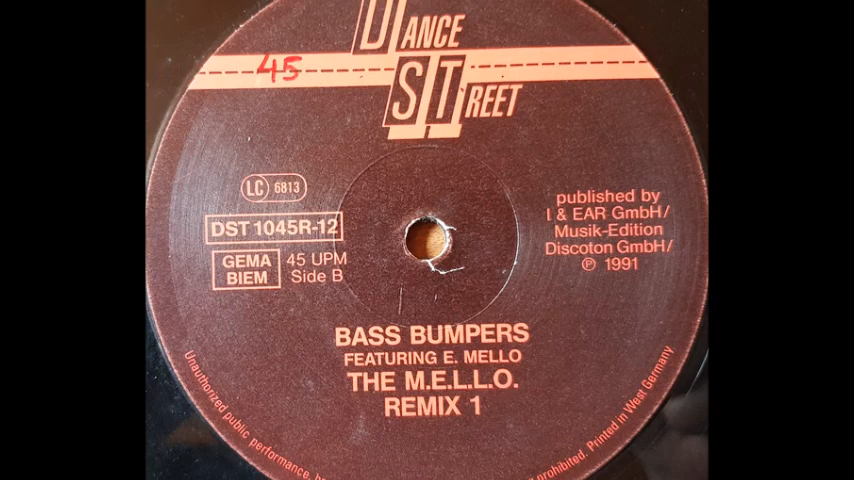 DANCE
45
STREET
LC 6813
DST 1045R-12
GEMA
BIEM
45 UPM
Side B
published by
I & EAR GmbH/
Musik-Edition
Discoton GmbH/
℗ 1991
BASS BUMPERS
FEATURING E. MELLO
THE M.E.L.L.O.
REMIX 1
Unauthorized public performance,
prohibited. Printed in West Germany